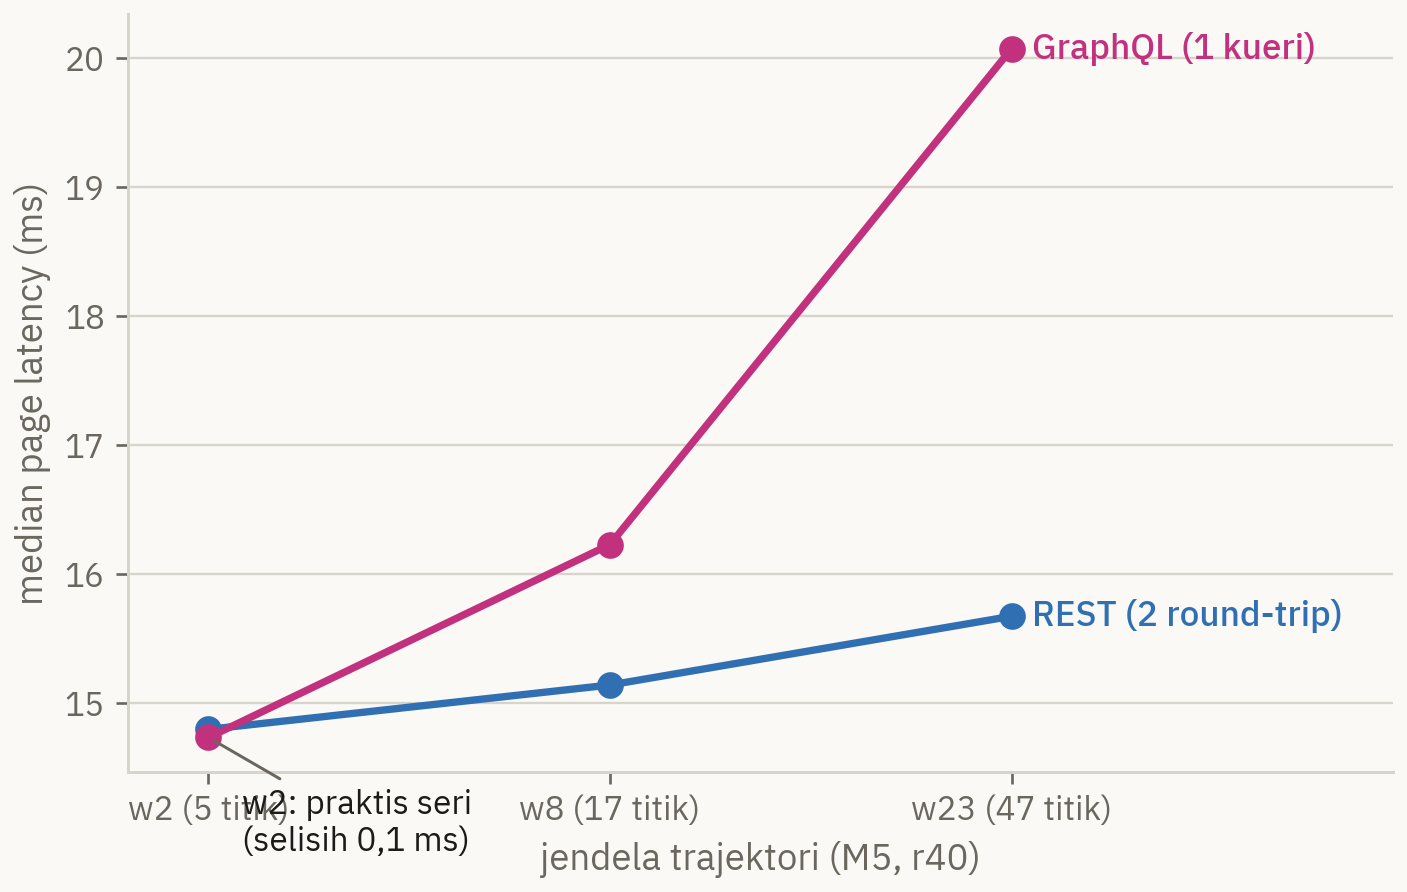 20
19
18
17
16
15
median page latency (ms)
GraphQL (1 kueri)
REST (2 round-trip)
w2 (5 titik)
w8 (17 titik)
w23 (47 titik)
w2: praktis seri
(selisih 0,1 ms)
jendela trajektori (M5, r40)